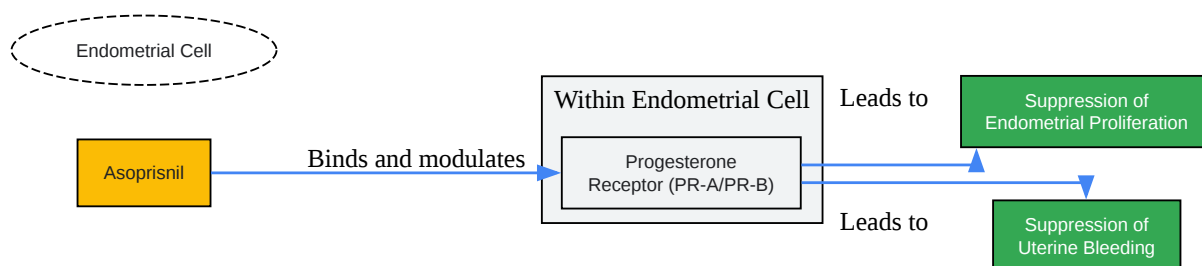 Endometrial Cell
Asoprisnil
Binds and modulates
Within Endometrial Cell
Progesterone
Receptor (PR-A/PR-B)
Leads to
Suppression of
Endometrial Proliferation
Leads to
Suppression of
Uterine Bleeding